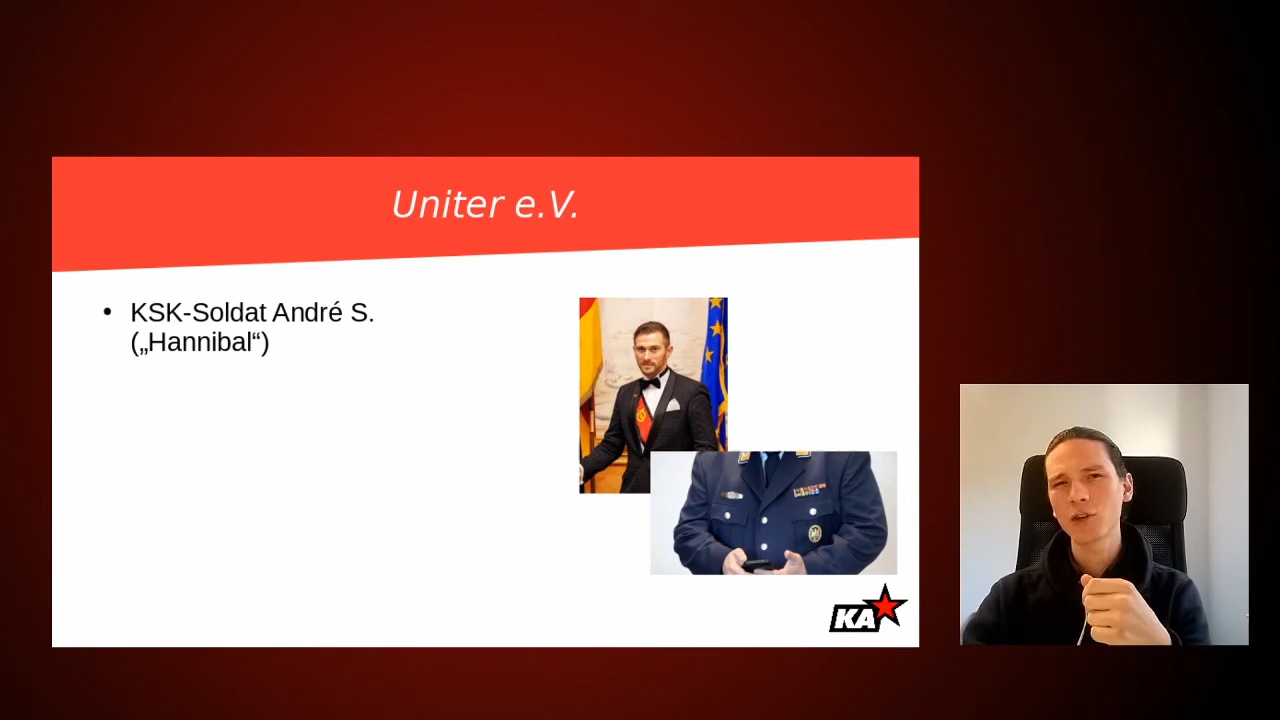 Uniter e.V.
• KSK-Soldat André S.
(„Hannibal“)
KA